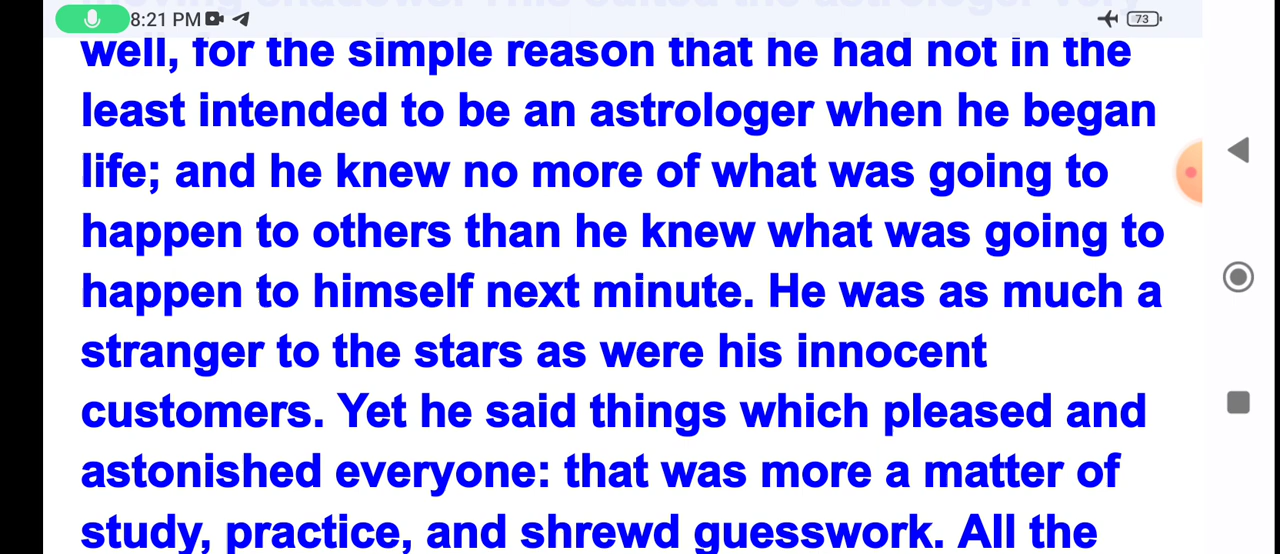 8:21 PM
73
well, for the simple reason that he had not in the
least intended to be an astrologer when he began
life; and he knew no more of what was going to
happen to others than he knew what was going to
happen to himself next minute. He was as much a
stranger to the stars as were his innocent
customers. Yet he said things which pleased and
astonished everyone: that was more a matter of
study, practice, and shrewd guesswork. All the